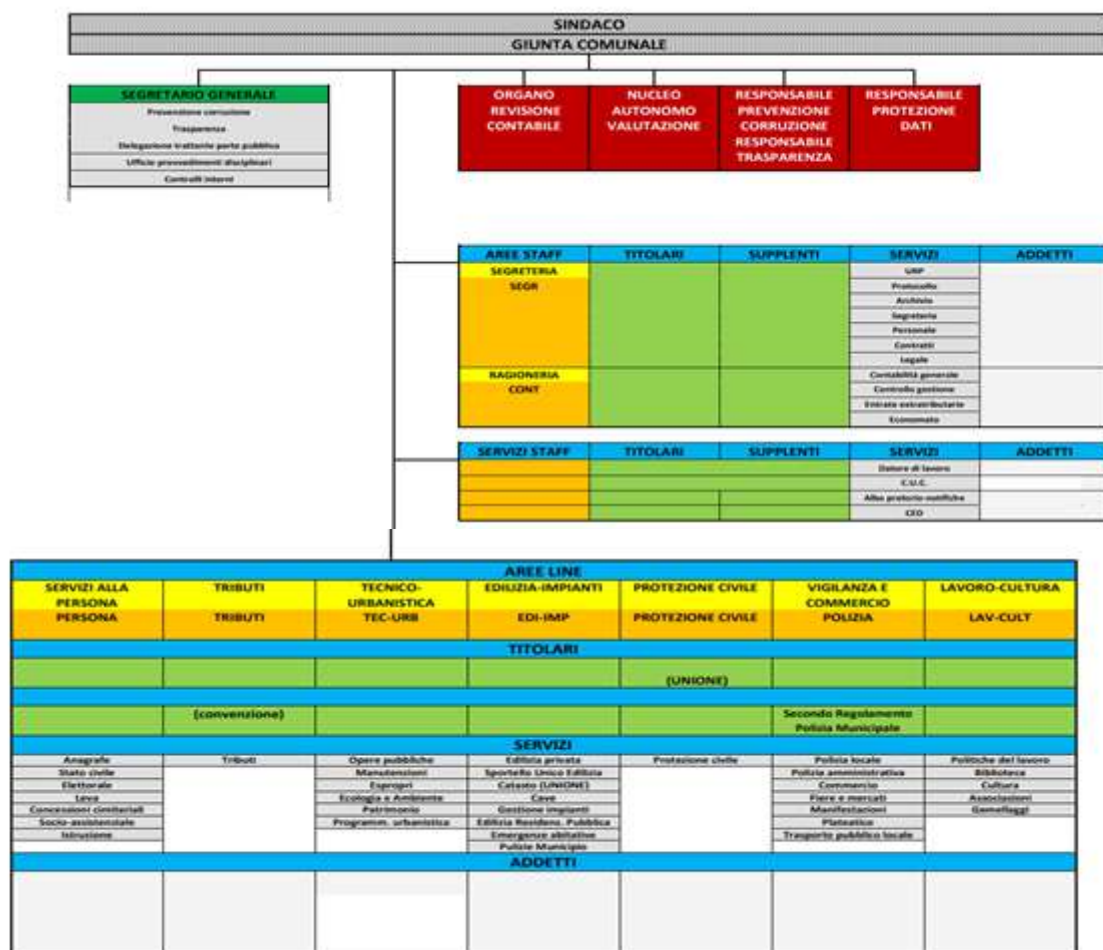 SINDACO
GIUNTA COMUNALE
SEGRETARIO GENERALE
Prevenzione corruzione
Trasparenza
Delegazione trattante parte pubblica
Ufficio provvedimenti disciplinari
Controlli interni
ORGANO
REVISIONE
CONTABILE
NUCLEO
AUTONOMO
VALUTAZIONE
RESPONSABILE
PREVENZIONE
CORRUZIONE
RESPONSABILE
TRASPARENZA
RESPONSABILE
PROTEZIONE
DATI
AREE STAFF TITOLARI SUPPLENTI SERVIZI ADDETTI
SEGRETERIA
SEGR
URP
Protocollo
Archivio
Segreteria
Personale
Contratti
Legale
RAGIONERIA
CONT
Contabilità generale
Controllo gestione
Entrate extratributarie
Economato
SERVIZI STAFF TITOLARI SUPPLENTI SERVIZI ADDETTI
Datore di lavoro
C.U.C.
Albo pretorio-notifiche
CED
AREE LINE
SERVIZI ALLA
PERSONA
PERSONA
TRIBUTI
TRIBUTI
TECNICO-
URBANISTICA
TEC-URB
EDILIZIA-IMPIANTI
EDI-IMP
PROTEZIONE CIVILE
PROTEZIONE CIVILE
VIGILANZA E
COMMERCIO
POLIZIA
LAVORO-CULTURA
LAV-CULT
TITOLARI
(UNIONE)
(convenzione)
Secondo Regolamento
Polizia Municipale
SERVIZI
Anagrafe
Stato civile
Elettorale
Leva
Concessioni cimiteriali
Socio-assistenziale
Istruzione
Tributi
Opere pubbliche
Manutenzioni
Espropri
Ecologia e Ambiente
Patrimonio
Programm. urbanistica
Edilizia privata
Sportello Unico Edilizia
Catasto (UNIONE)
Cave
Gestione impianti
Edilizia Residenz. Pubblica
Emergenze abitative
Pulizie Municipio
Protezione civile
Polizia locale
Polizia amministrativa
Commercio
Fiere e mercati
Manifestazioni
Plateatico
Trasporto pubblico locale
Politiche del lavoro
Biblioteca
Cultura
Associazioni
Gemellaggi
ADDETTI